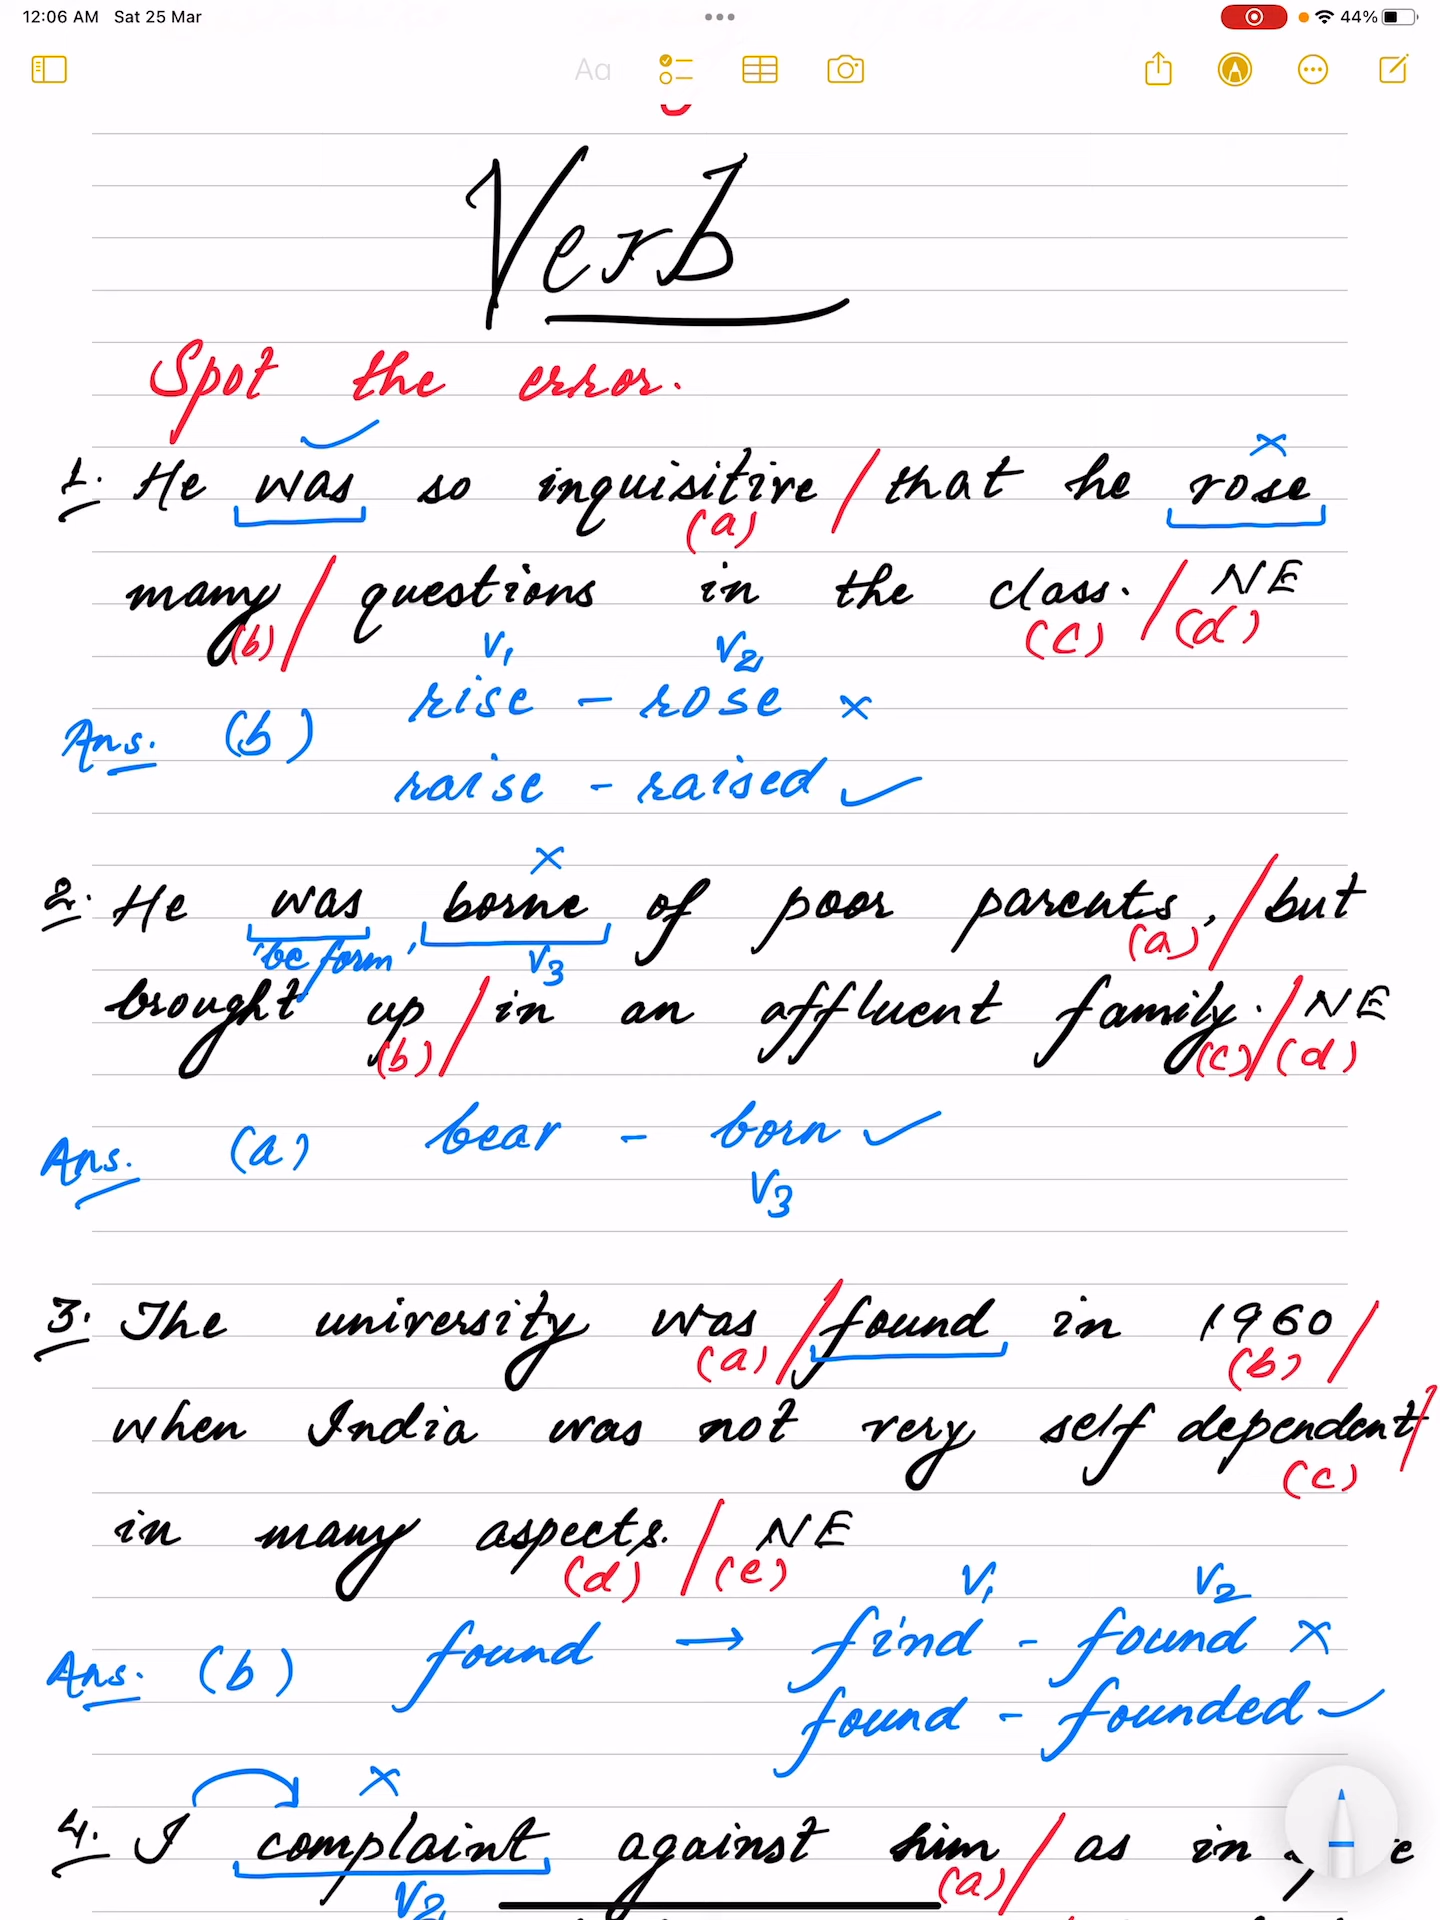 12:06 AM Sat 25 Mar
44%
Aa
Verb
Spot the error.
1. He was so inquisitive / that he rose
(a)
many / questions in the class. / NE
(b) (c) (d)
V1 V2
rise - rose x
Ans. (b)
raise - raised ✓
2. He was borne of poor parents, / but
'be form' V3 (a)
brought up / in an affluent family. / NE
(b) (c) (d)
Ans. (a) bear - born ✓
V3
3. The university was / found in 1960 /
(a) (b)
when India was not very self dependent /
(c)
in many aspects. / NE
(d) (e)
V1 V2
Ans. (b) found → find - found x
found - founded ✓
4. I complaint against him / as in
V2 (a)